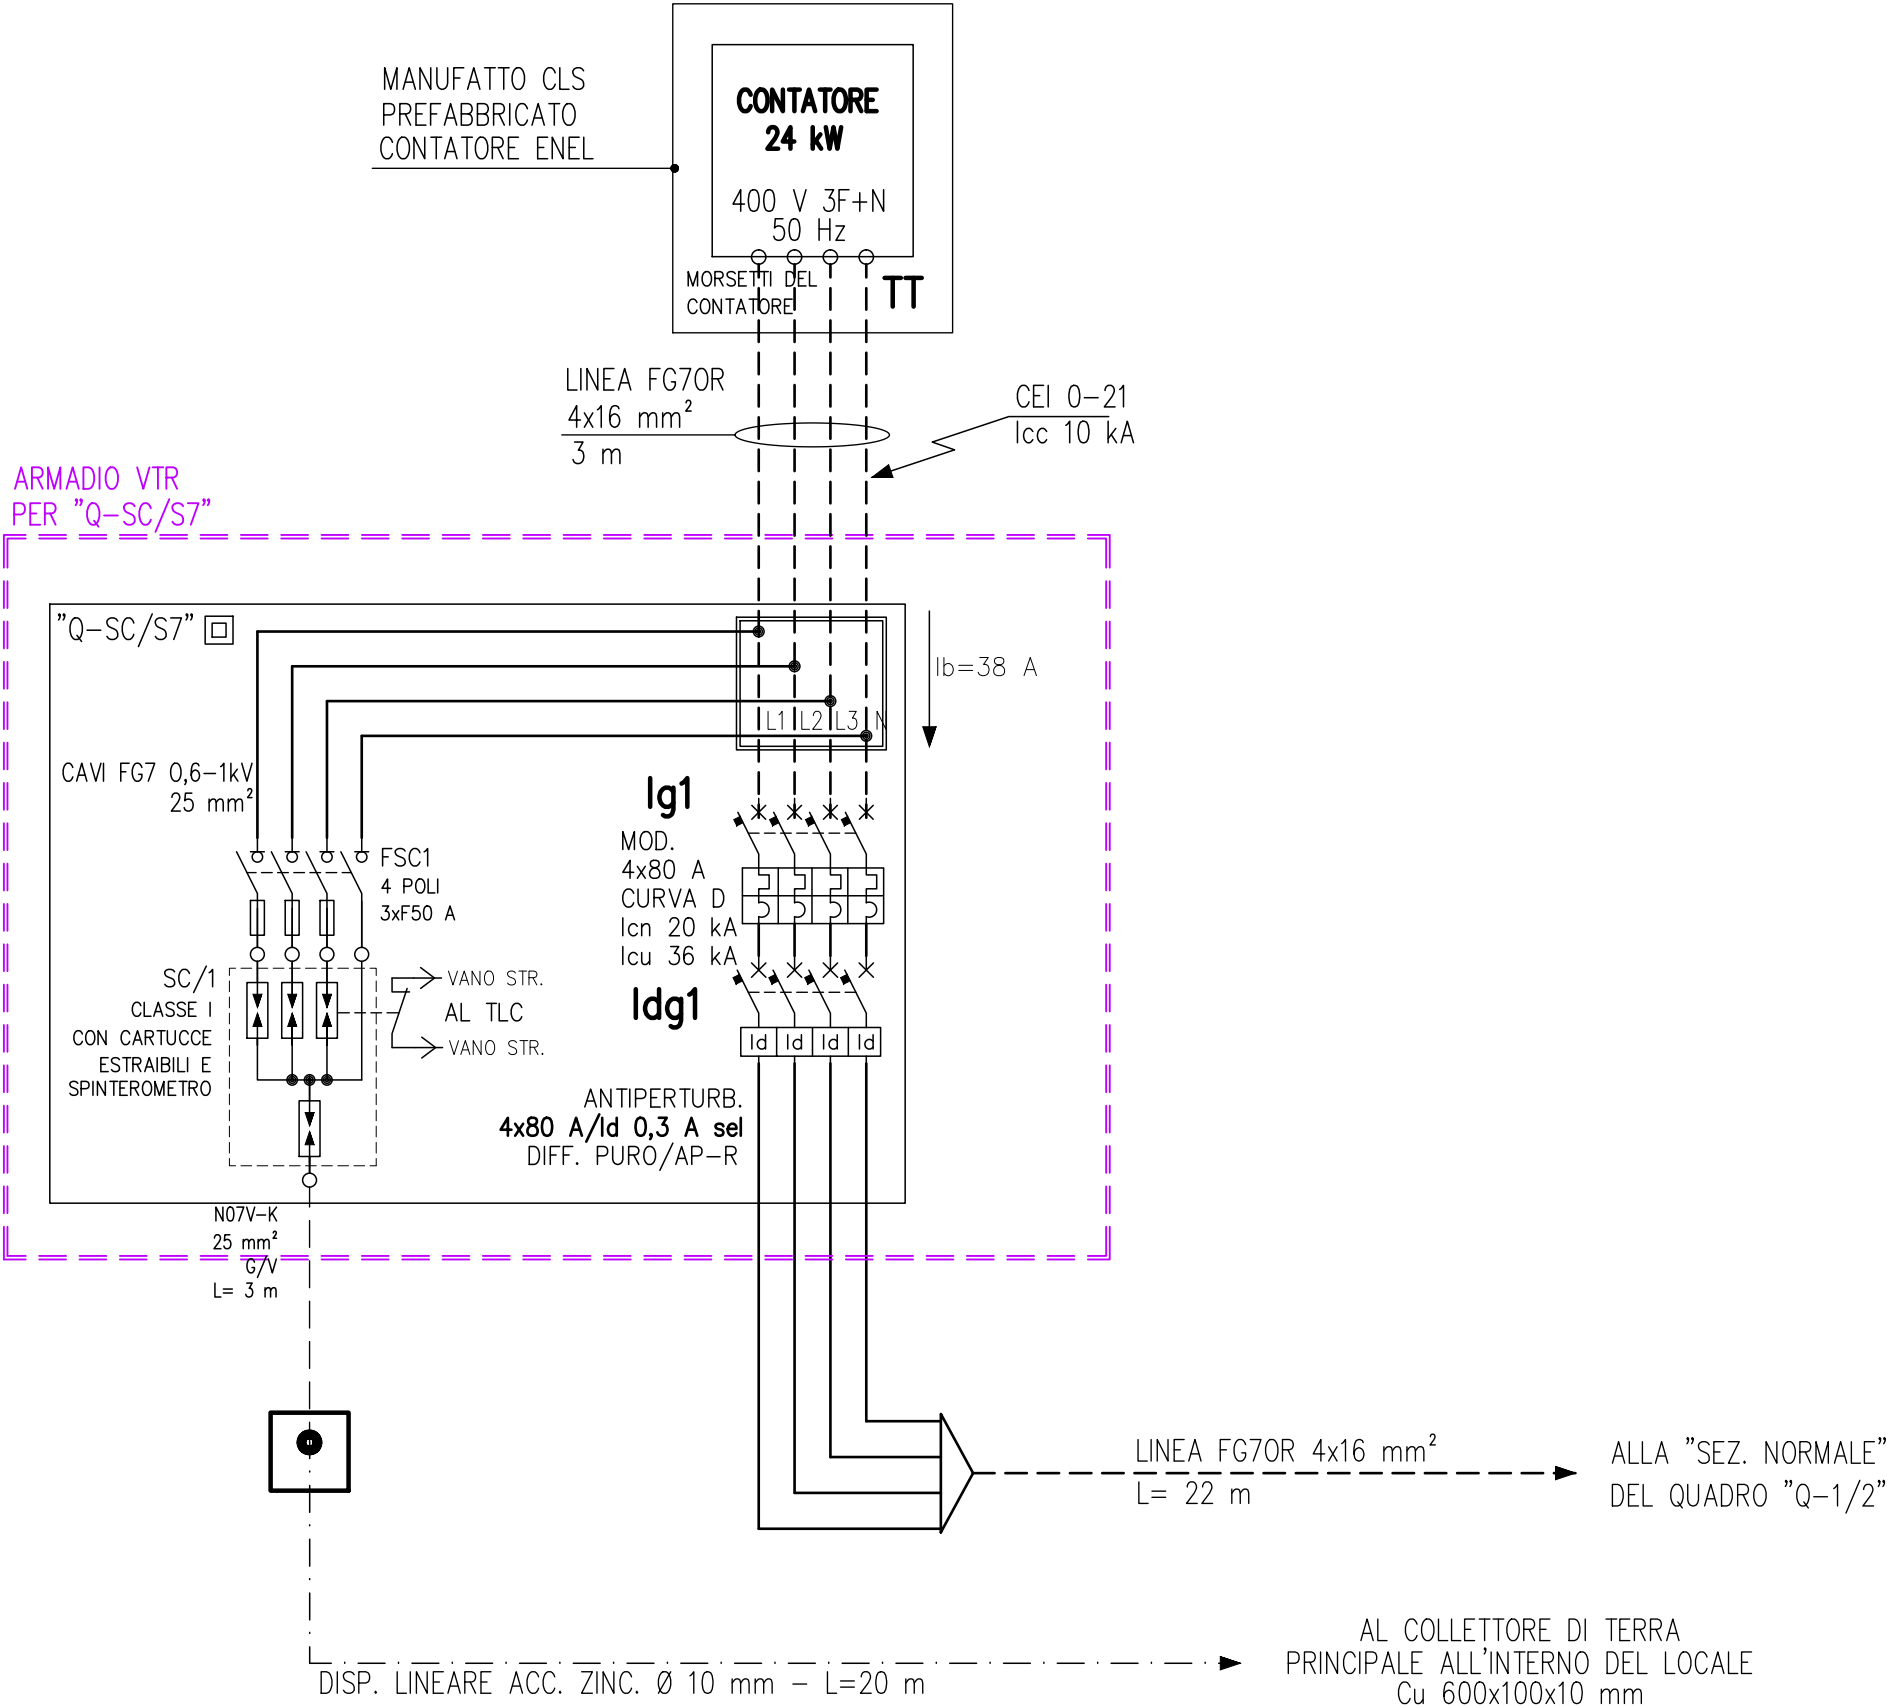 MANUFATTO CLS
PREFABBRICATO
CONTATORE ENEL
CONTATORE
24 kW
400 V 3F+N
50 Hz
MORSETTI DEL
CONTATORE
TT
LINEA FG7OR
4x16 mm²
3 m
CEI 0-21
Icc 10 kA
ARMADIO VTR
PER "Q-SC/S7"
"Q-SC/S7"
Ib=38 A
L1 L2 L3 N
CAVI FG7 0,6-1kV
25 mm²
Ig1
MOD.
4x80 A
CURVA D
Icn 20 kA
Icu 36 kA
FSC1
4 POLI
3xF50 A
SC/1
CLASSE I
CON CARTUCCE
ESTRAIBILI E
SPINTEROMETRO
VANO STR.
AL TLC
VANO STR.
Idg1
Id Id Id Id
ANTIPERTURB.
4x80 A/Id 0,3 A sel
DIFF. PURO/AP-R
N07V-K
25 mm²
G/V
L= 3 m
LINEA FG7OR 4x16 mm²
L= 22 m
ALLA "SEZ. NORMALE"
DEL QUADRO "Q-1/2"
DISP. LINEARE ACC. ZINC. Ø 10 mm - L=20 m
AL COLLETTORE DI TERRA
PRINCIPALE ALL'INTERNO DEL LOCALE
Cu 600x100x10 mm